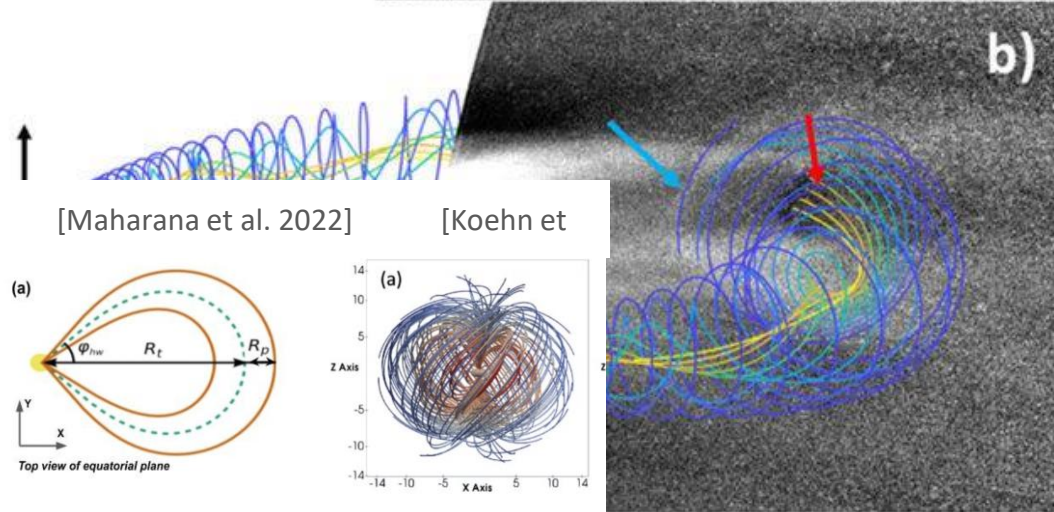 b)
[Maharana et al. 2022] [Koehn et
(a)
φhw
Rt
Rp
Y
X
Top view of equatorial plane
(a)
14
10
5
Z Axis
0
-5
-10
-14
-14 -10 -5 0 5 10 14
X Axis
z